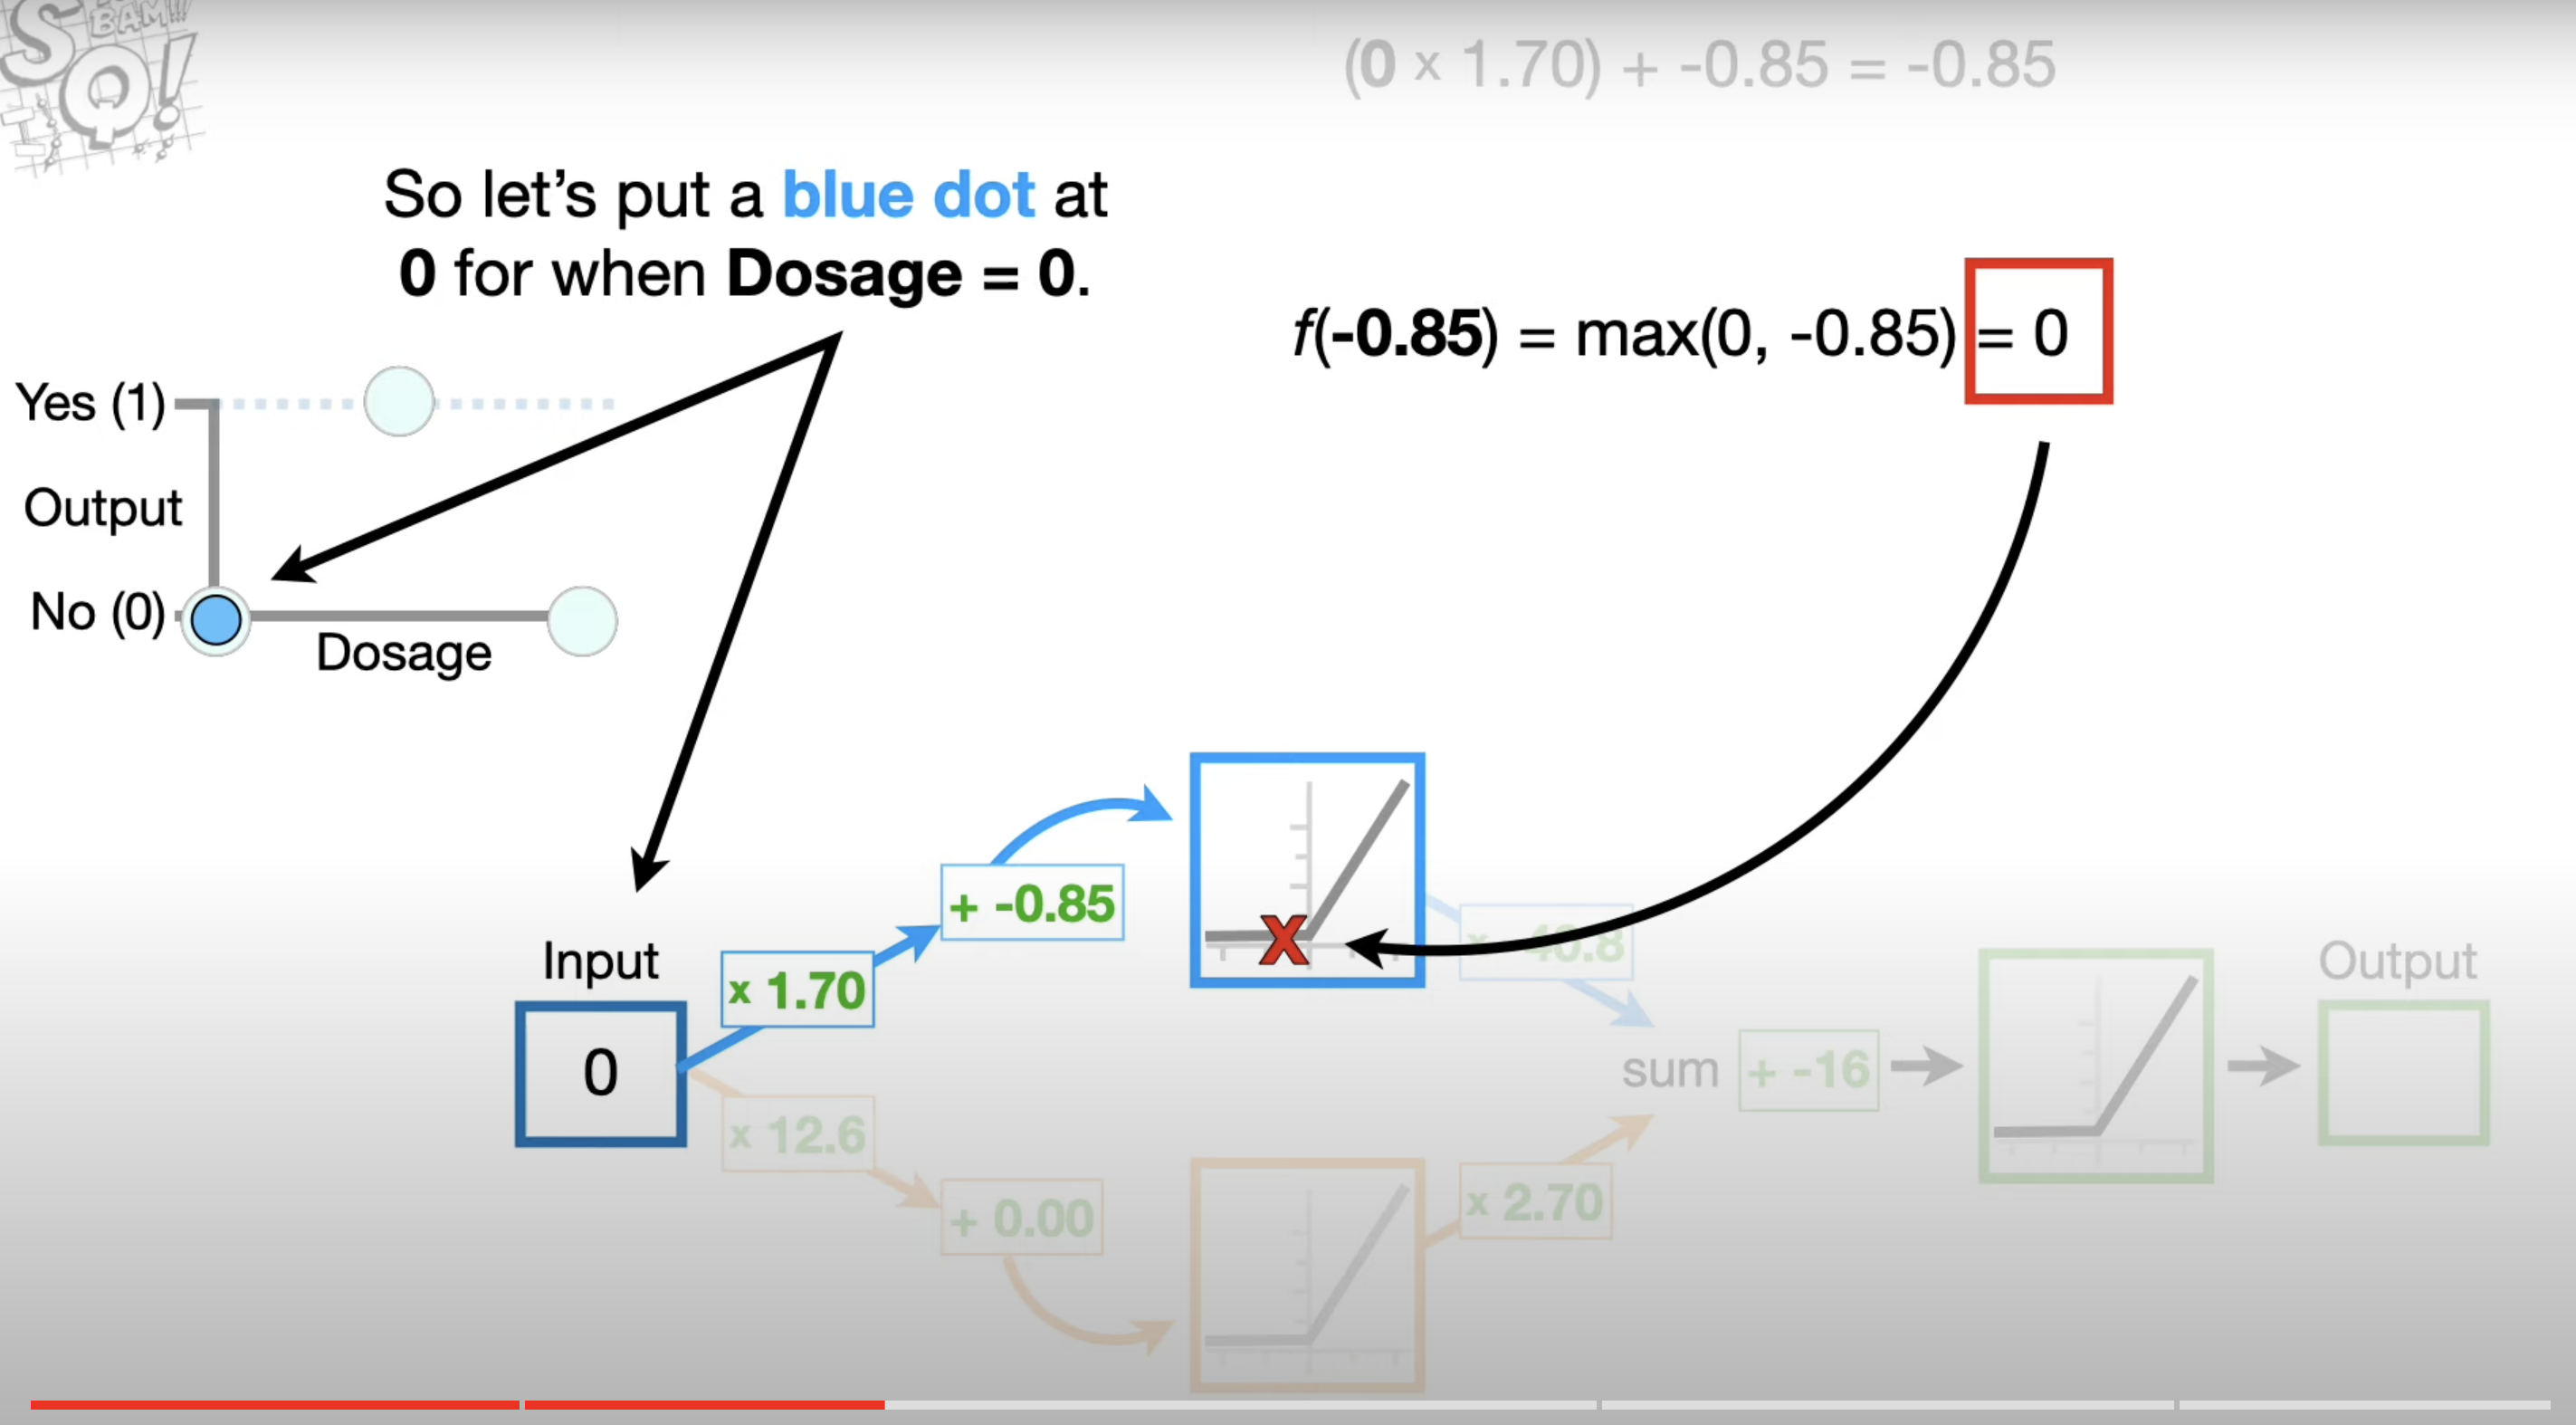 BAM!!!
SQ!
(0 x 1.70) + -0.85 = -0.85
So let’s put a blue dot at
0 for when Dosage = 0.
f(-0.85) = max(0, -0.85) = 0
Yes (1)
Output
No (0)
Dosage
+ -0.85
x -40.8
Input
x 1.70
0
Output
sum
+ -16
x 12.6
+ 0.00
x 2.70